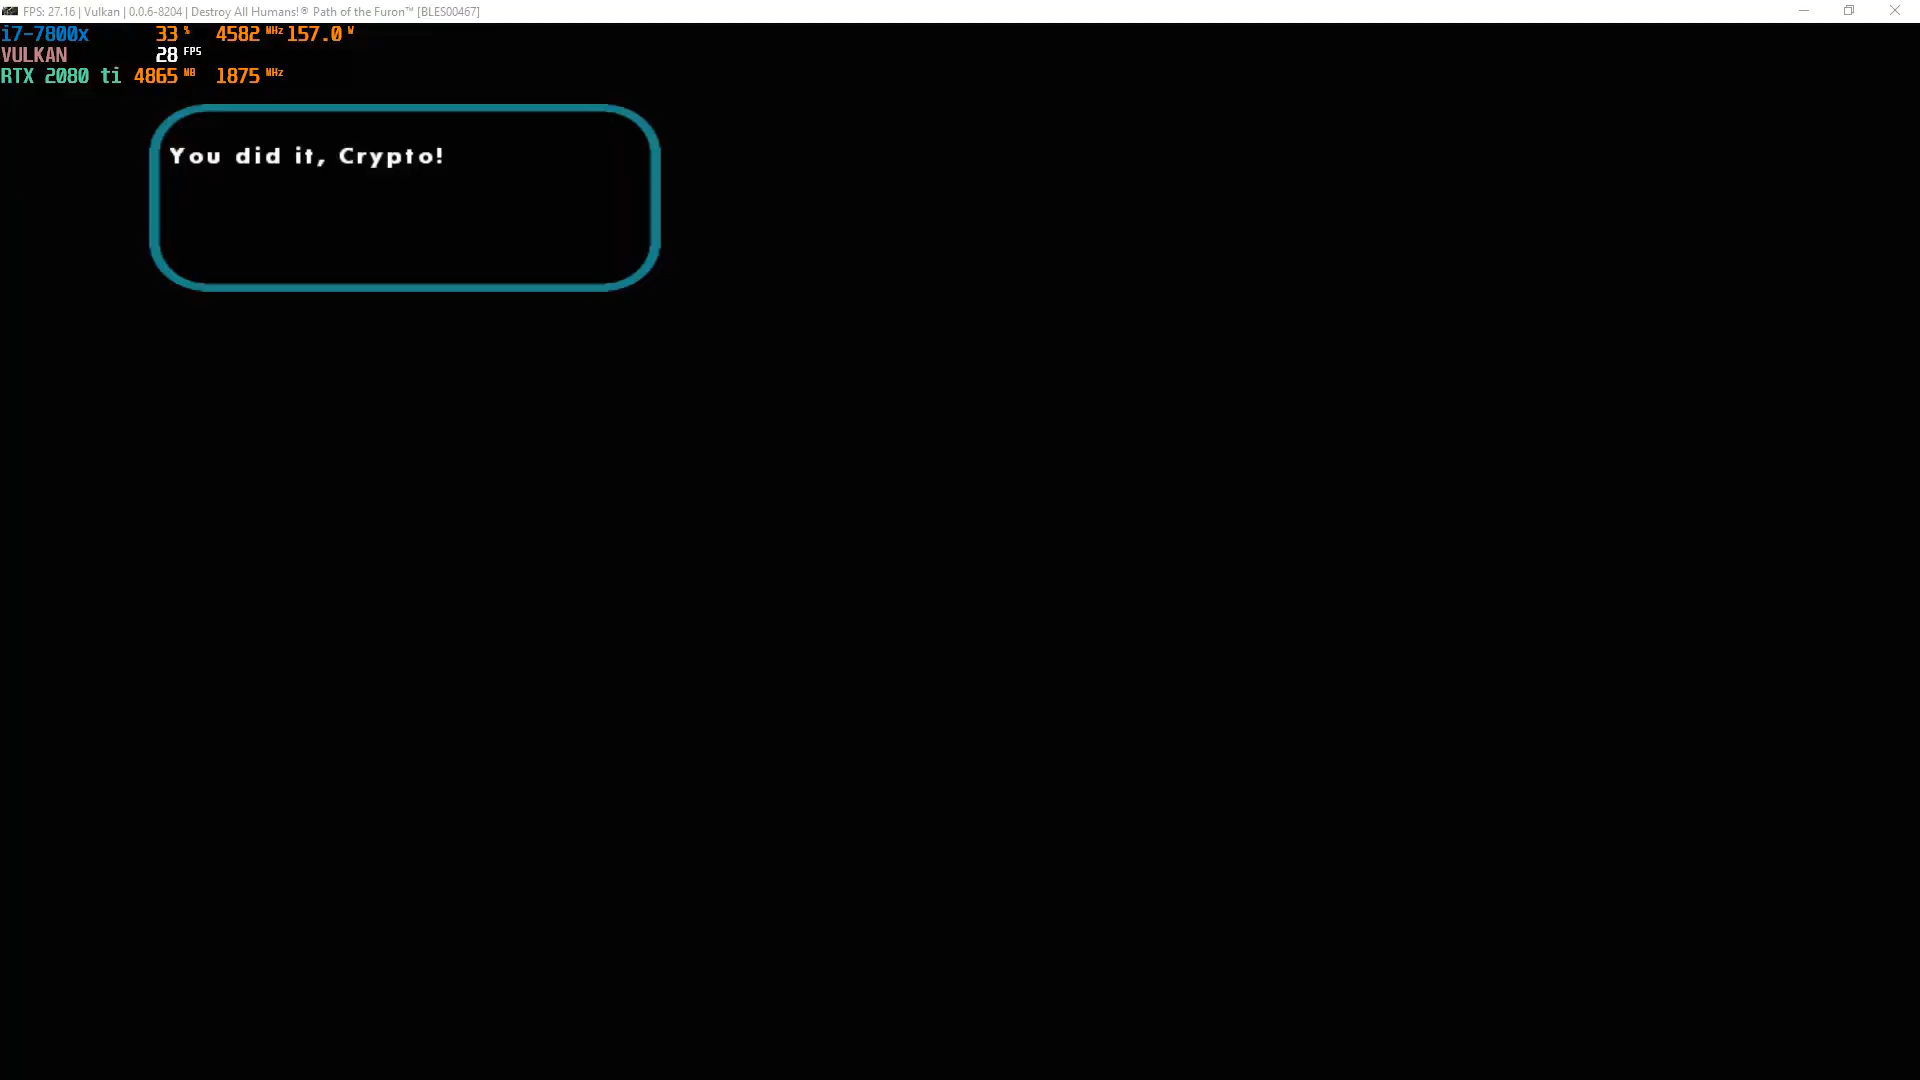 FPS: 27.16 | Vulkan | 0.0.6-8204 | Destroy All Humans!® Path of the Furon™ [BLES00467]
i7-7800x 33 % 4582 MHz 157.0 W
VULKAN 28 FPS
RTX 2080 ti 4865 MB 1875 MHz
You did it, Crypto!